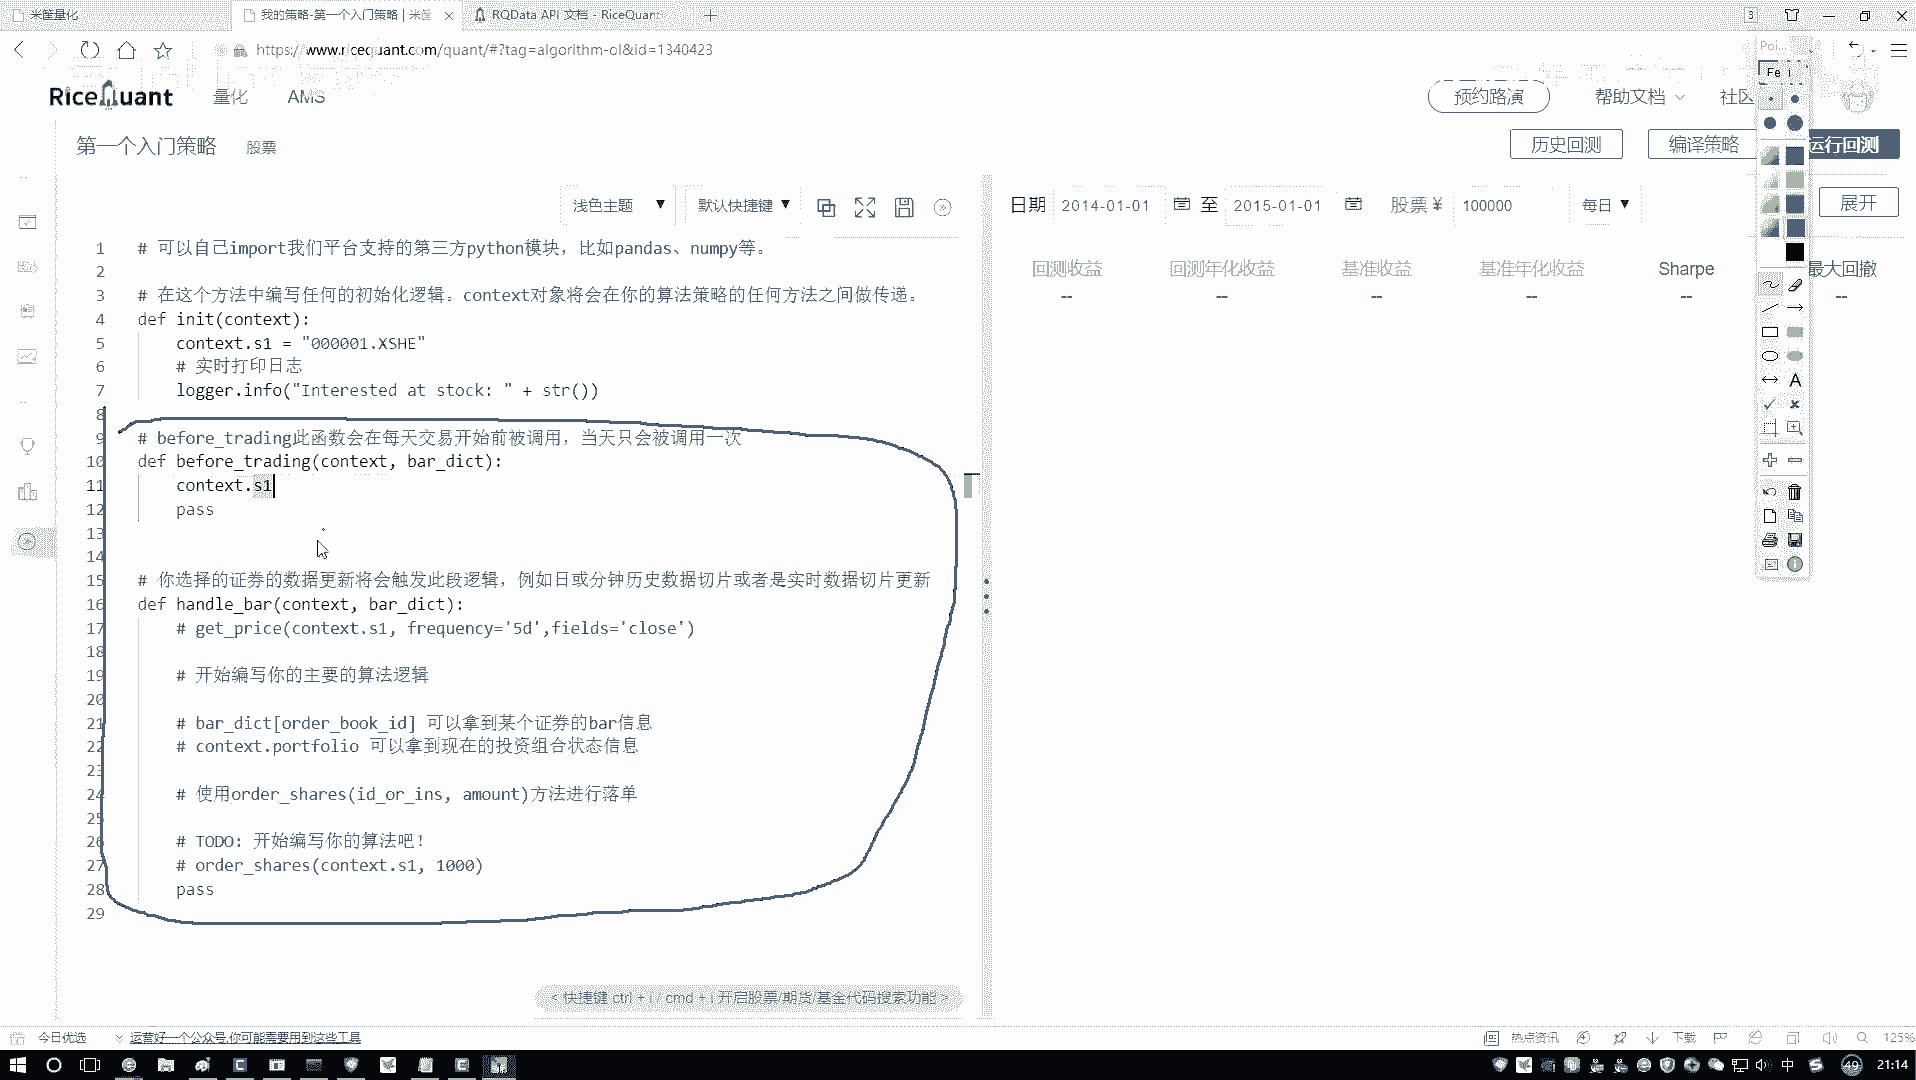 米筐量化
我的策略-第一个入门策略 | 米筐
RQData API 文档 - RiceQuant
3
https://www.ricequant.com/quant/#?tag=algorithm-ol&id=1340423
RiceQuant 量化 AMS 预约路演 帮助文档 社区
第一个入门策略 股票 历史回测 编译策略 运行回测
浅色主题 默认快捷键
日期 2014-01-01 至 2015-01-01 股票 ¥ 100000 每日 展开
回测收益 回测年化收益 基准收益 基准年化收益 Sharpe 最大回撤
-- -- -- -- -- --
1 # 可以自己import我们平台支持的第三方python模块，比如pandas、numpy等。
2
3 # 在这个方法中编写任何的初始化逻辑。context对象将会在你的算法策略的任何方法之间做传递。
4 def init(context):
5 context.s1 = "000001.XSHE"
6 # 实时打印日志
7 logger.info("Interested at stock: " + str())
8
9 # before_trading此函数会在每天交易开始前被调用，当天只会被调用一次
10 def before_trading(context, bar_dict):
11 context.s1
12 pass
13
14
15 # 你选择的证券的数据更新将会触发此段逻辑，例如日或分钟历史数据切片或者是实时数据切片更新
16 def handle_bar(context, bar_dict):
17 # get_price(context.s1, frequency='5d',fields='close')
18
19 # 开始编写你的主要的算法逻辑
20
21 # bar_dict[order_book_id] 可以拿到某个证券的bar信息
22 # context.portfolio 可以拿到现在的投资组合状态信息
23
24 # 使用order_shares(id_or_ins, amount)方法进行落单
25
26 # TODO: 开始编写你的算法吧！
27 # order_shares(context.s1, 1000)
28 pass
29
< 快捷键 ctrl + i / cmd + i 开启股票/期货/基金代码搜索功能 >
今日优选 运营好一个公众号,你可能需要用到这些工具 热点资讯 下载 125%
中 49 21:14